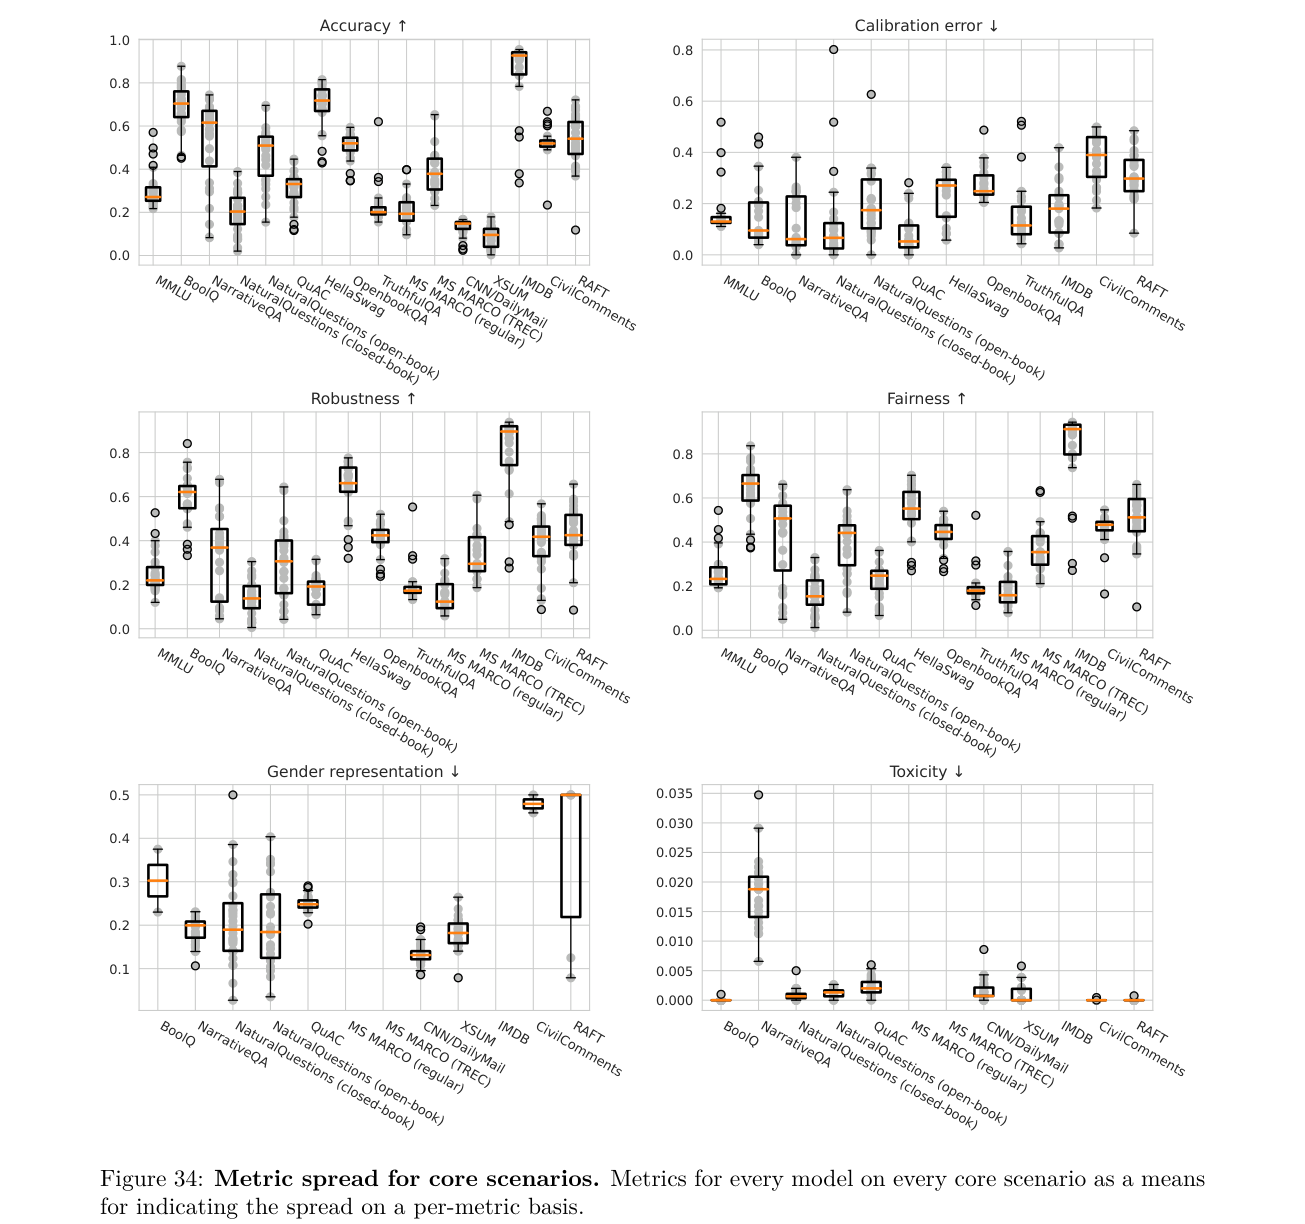 Accuracy ↑
1.0
0.8
0.6
0.4
0.2
0.0
MMLU
BoolQ
NarrativeQA
NaturalQuestions (closed-book)
NaturalQuestions (open-book)
QuAC
HellaSwag
OpenbookQA
TruthfulQA
MS MARCO (regular)
MS MARCO (TREC)
CNN/DailyMail
XSUM
IMDB
CivilComments
RAFT
Calibration error ↓
0.8
0.6
0.4
0.2
0.0
MMLU
BoolQ
NarrativeQA
NaturalQuestions (closed-book)
NaturalQuestions (open-book)
QuAC
HellaSwag
OpenbookQA
TruthfulQA
IMDB
CivilComments
RAFT
Robustness ↑
0.8
0.6
0.4
0.2
0.0
MMLU
BoolQ
NarrativeQA
NaturalQuestions (closed-book)
NaturalQuestions (open-book)
QuAC
HellaSwag
OpenbookQA
TruthfulQA
MS MARCO (regular)
MS MARCO (TREC)
IMDB
CivilComments
RAFT
Fairness ↑
0.8
0.6
0.4
0.2
0.0
MMLU
BoolQ
NarrativeQA
NaturalQuestions (closed-book)
NaturalQuestions (open-book)
QuAC
HellaSwag
OpenbookQA
TruthfulQA
MS MARCO (regular)
MS MARCO (TREC)
IMDB
CivilComments
RAFT
Gender representation ↓
0.5
0.4
0.3
0.2
0.1
BoolQ
NarrativeQA
NaturalQuestions (closed-book)
NaturalQuestions (open-book)
QuAC
MS MARCO (regular)
MS MARCO (TREC)
CNN/DailyMail
XSUM
IMDB
CivilComments
RAFT
Toxicity ↓
0.035
0.030
0.025
0.020
0.015
0.010
0.005
0.000
BoolQ
NarrativeQA
NaturalQuestions (closed-book)
NaturalQuestions (open-book)
QuAC
MS MARCO (regular)
MS MARCO (TREC)
CNN/DailyMail
XSUM
IMDB
CivilComments
RAFT
Figure 34: Metric spread for core scenarios. Metrics for every model on every core scenario as a means
for indicating the spread on a per-metric basis.